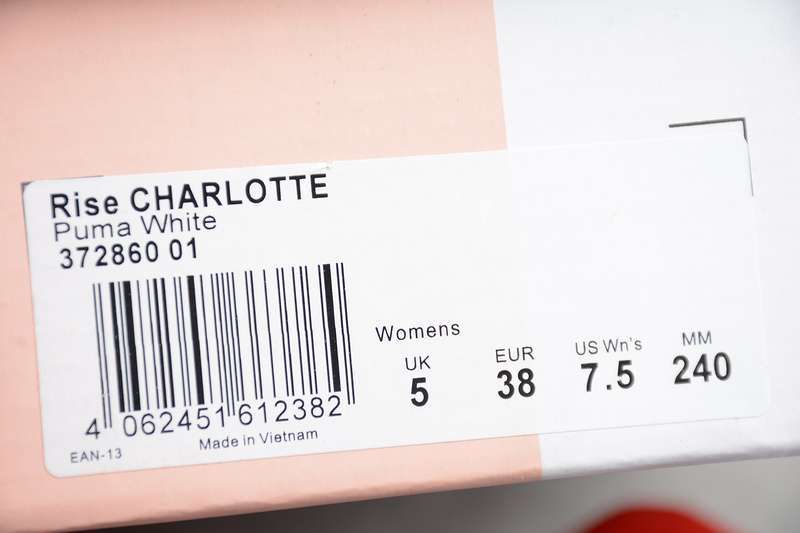 Rise CHARLOTTE
Puma White
372860 01
4 062451 612382
EAN-13
Made in Vietnam
Womens
UK EUR US Wn's MM
5 38 7.5 240